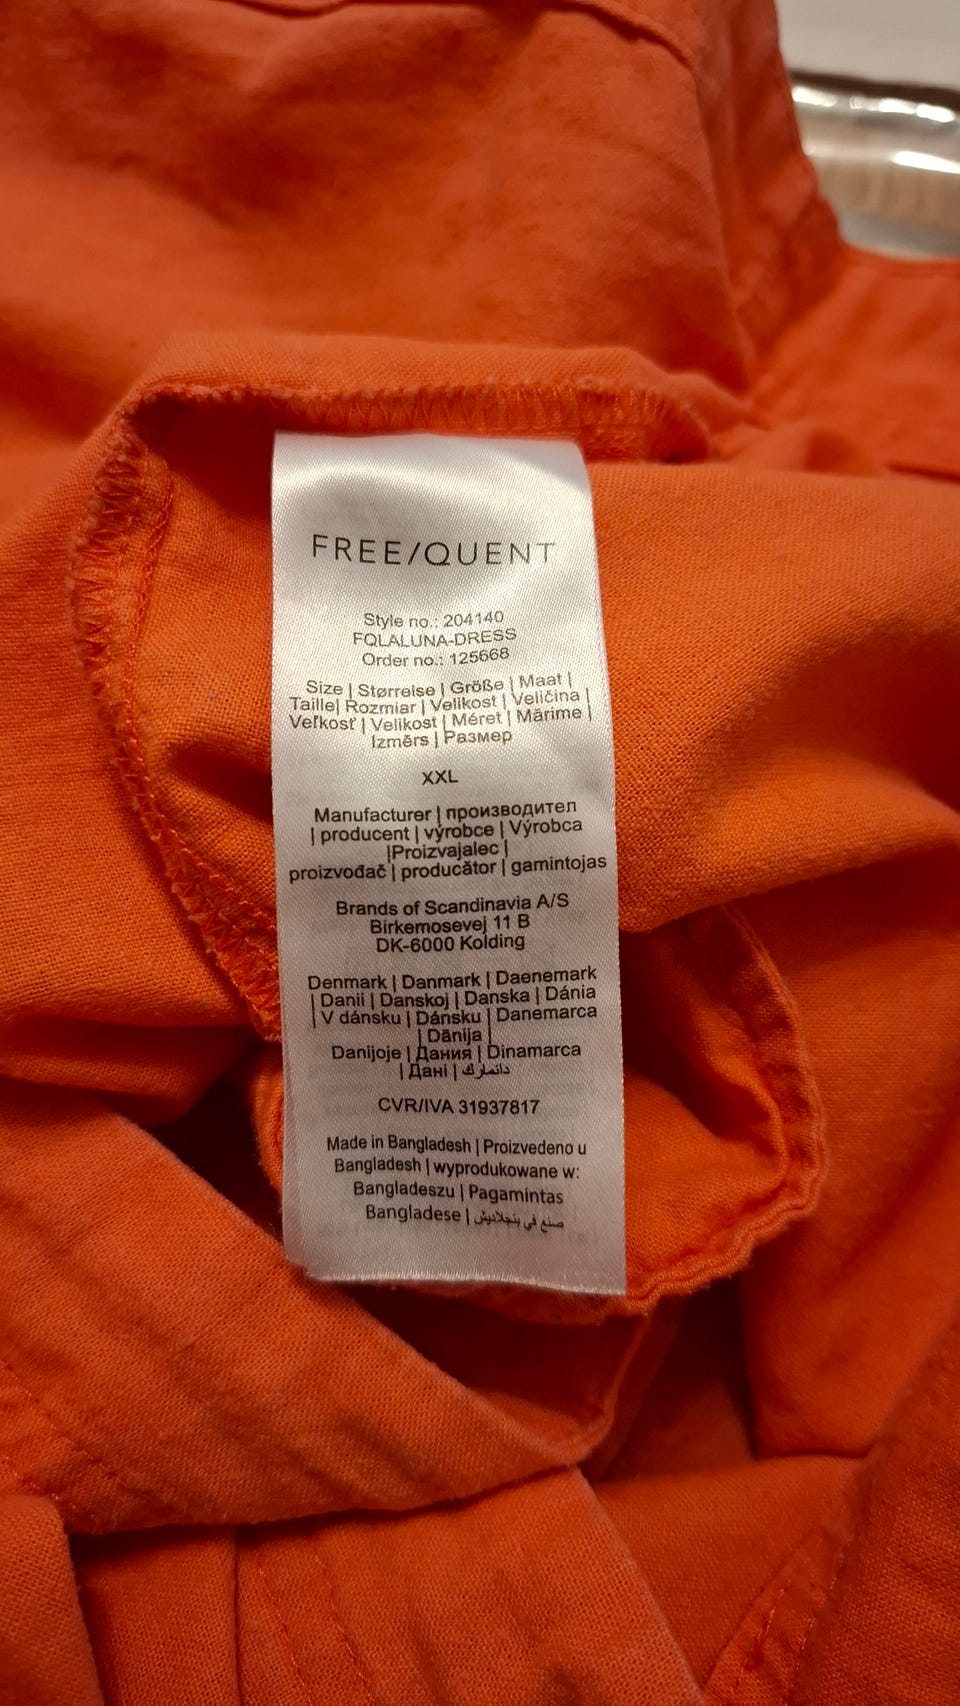 FREE/QUENT
Style no.: 204140
FQLALUNA-DRESS
Order no.: 125668
Size | Størrelse | Größe | Maat |
Taille| Rozmiar | Velikost | Veličina |
Veľkosť | Velikost | Méret | Mărime |
Izmērs | Размер
XXL
Manufacturer | производител
| producent | výrobce | Výrobca
|Proizvajalec |
proizvođač | producător | gamintojas
Brands of Scandinavia A/S
Birkemosevej 11 B
DK-6000 Kolding
Denmark | Danmark | Daenemark
| Danii | Danskoj | Danska | Dánia
| V dánsku | Dánsku | Danemarca
| Dānija |
Danijoje | Дания | Dinamarca
| Дані | دانمارك
CVR/IVA 31937817
Made in Bangladesh | Proizvedeno u
Bangladesh | wyprodukowane w:
Bangladeszu | Pagamintas
Bangladese | صنع في بنجلاديش